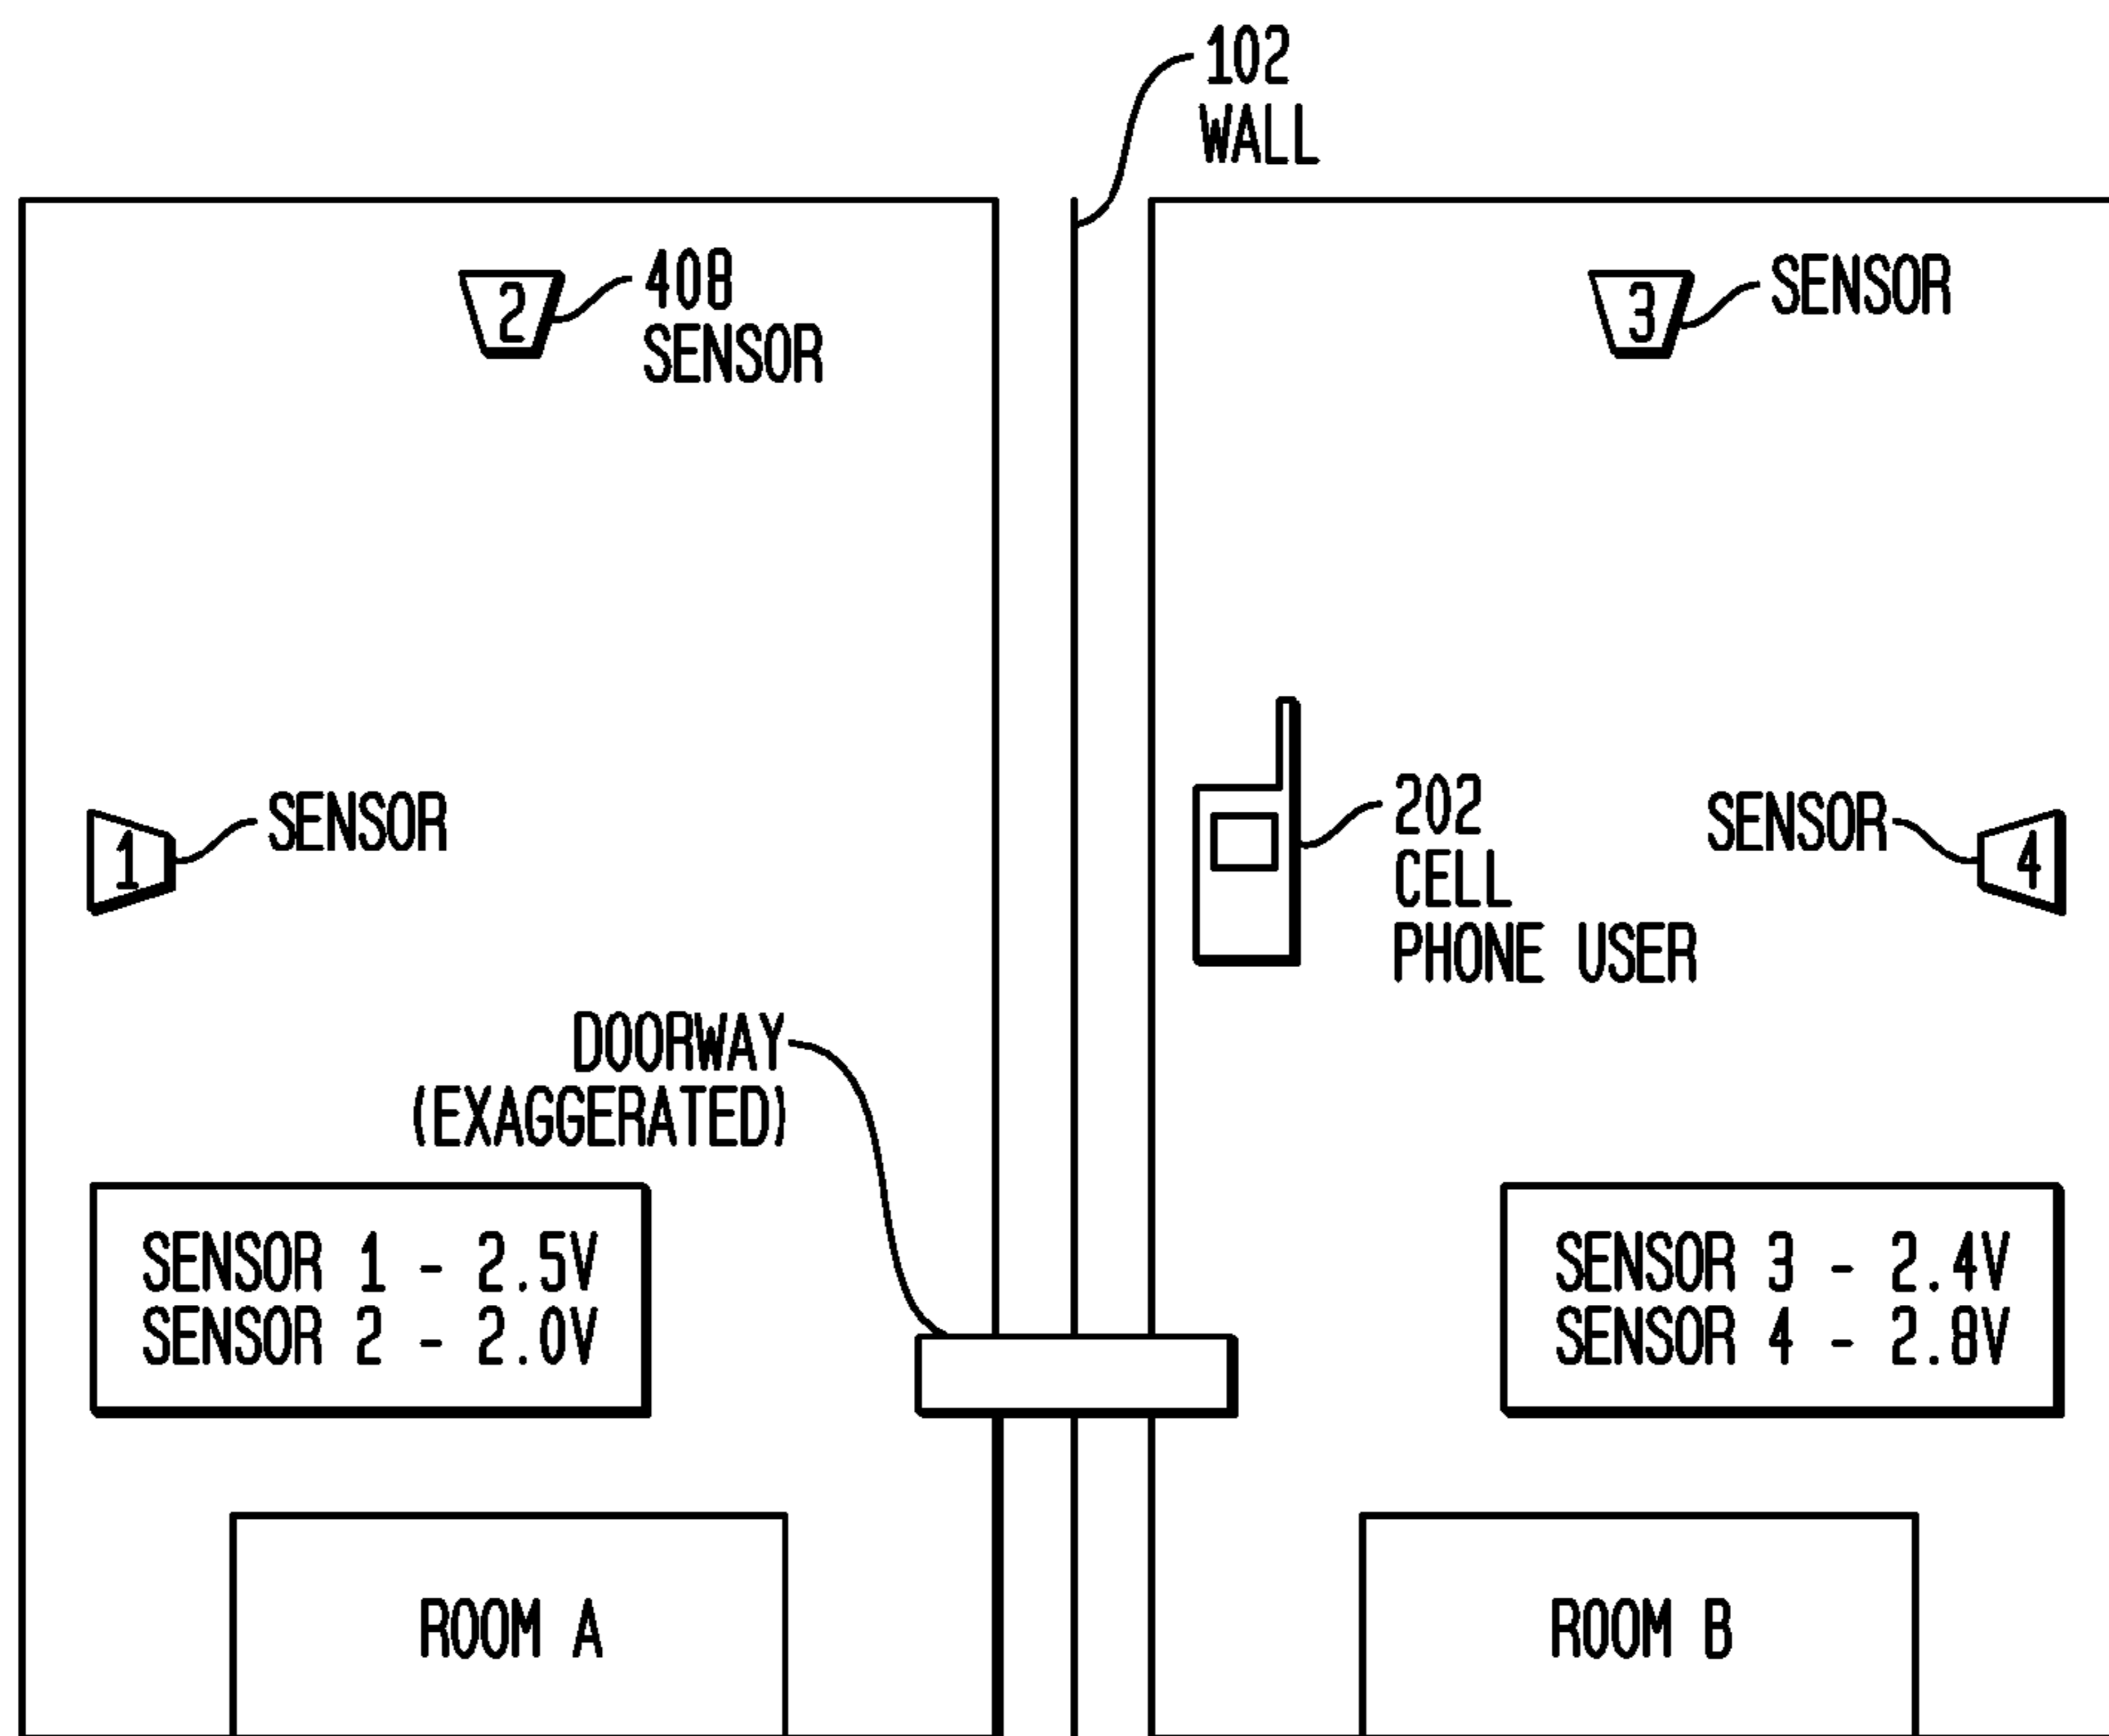 102
WALL
2
408
SENSOR
3
SENSOR
1
SENSOR
202
CELL
PHONE USER
SENSOR
4
DOORWAY
(EXAGGERATED)
SENSOR 1 - 2.5V
SENSOR 2 - 2.0V
SENSOR 3 - 2.4V
SENSOR 4 - 2.8V
ROOM A
ROOM B